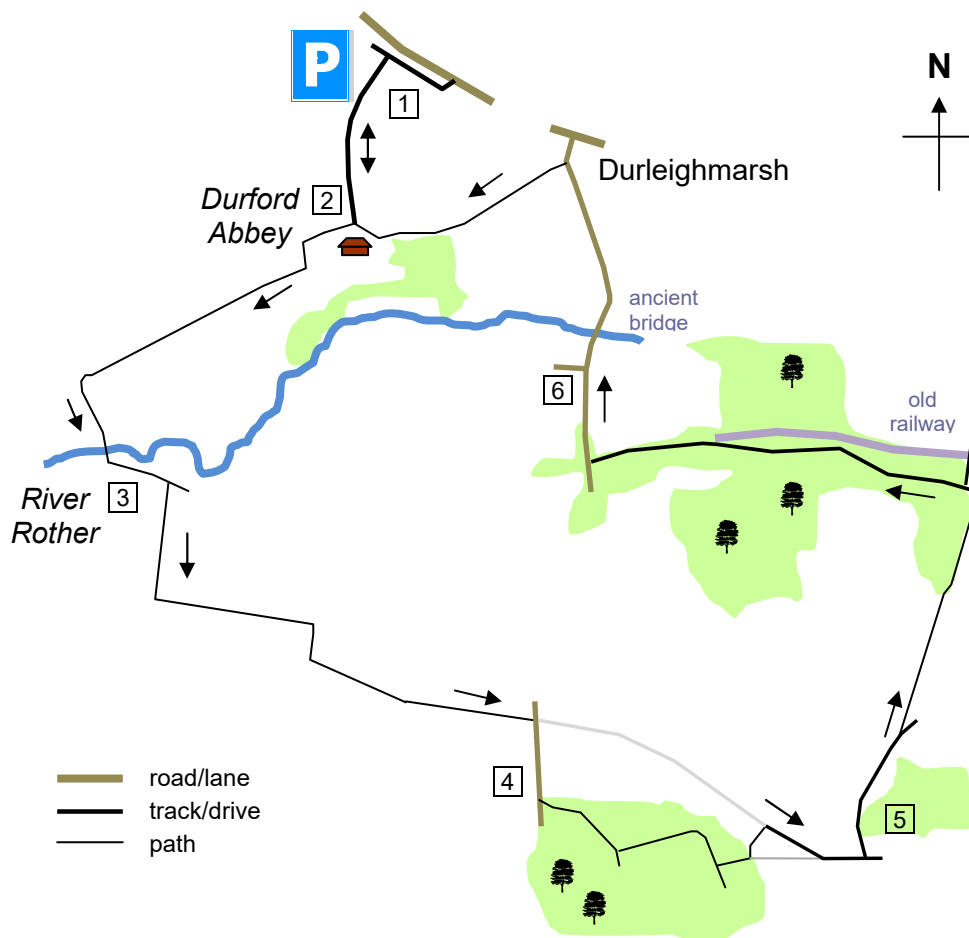 P
N
1
Durleighmarsh
2
Durford
Abbey
ancient
bridge
6
old
railway
3
River
Rother
4
road/lane
track/drive
path
5